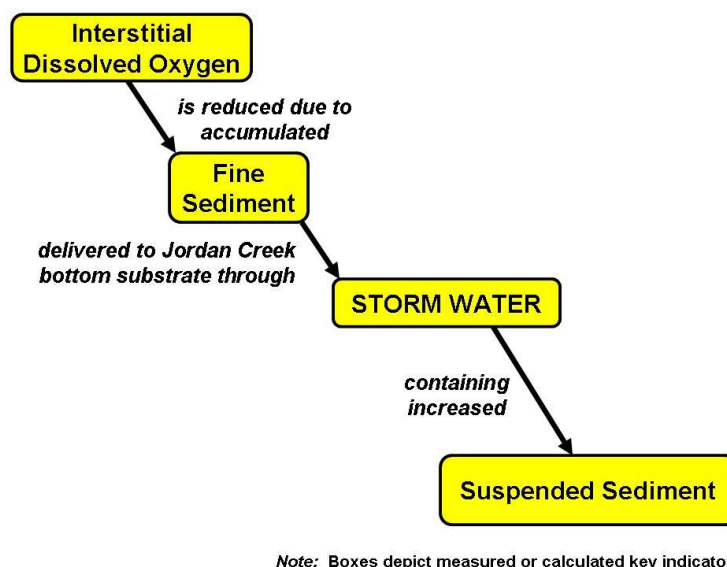 Interstitial
Dissolved Oxygen
is reduced due to
accumulated
Fine
Sediment
delivered to Jordan Creek
bottom substrate through
STORM WATER
containing
increased
Suspended Sediment
Note: Boxes depict measured or calculated key indicato